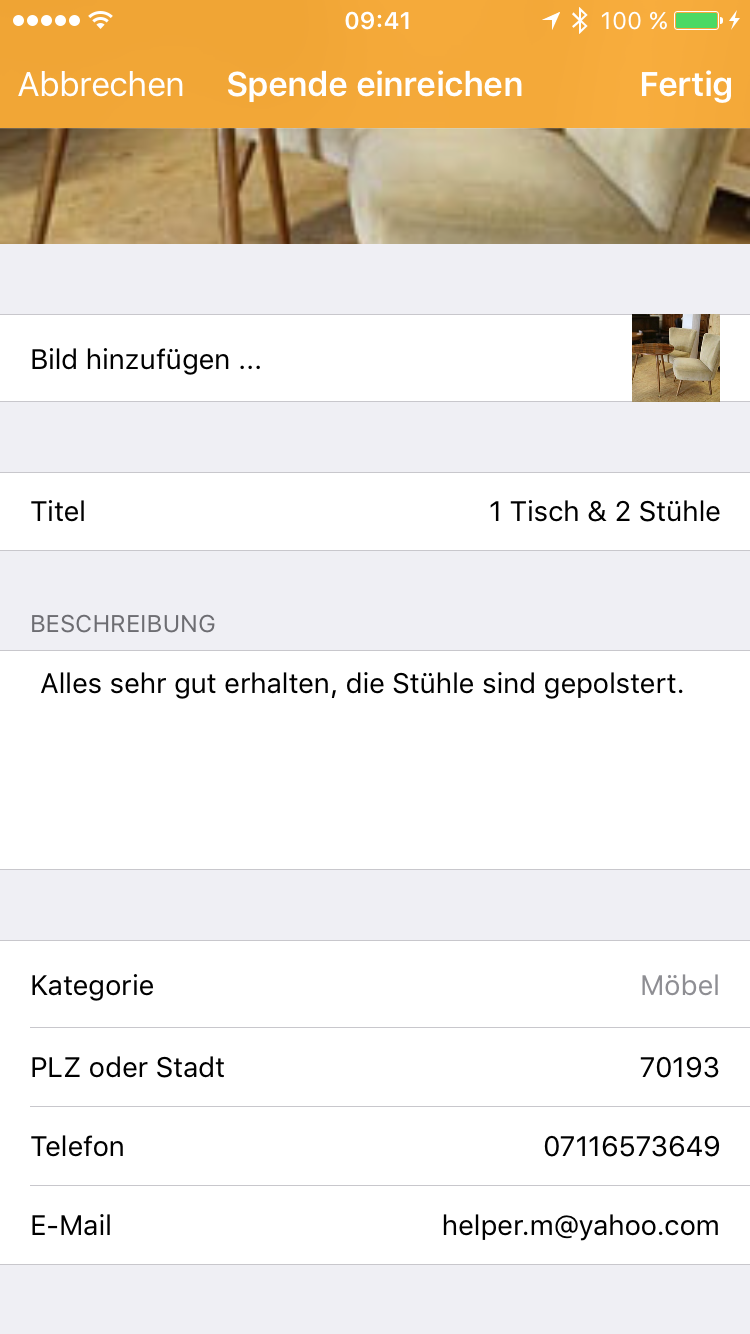 09:41 100 %
Abbrechen Spende einreichen Fertig
Bild hinzufügen ...
Titel 1 Tisch & 2 Stühle
BESCHREIBUNG
Alles sehr gut erhalten, die Stühle sind gepolstert.
Kategorie Möbel
PLZ oder Stadt 70193
Telefon 07116573649
E-Mail helper.m@yahoo.com